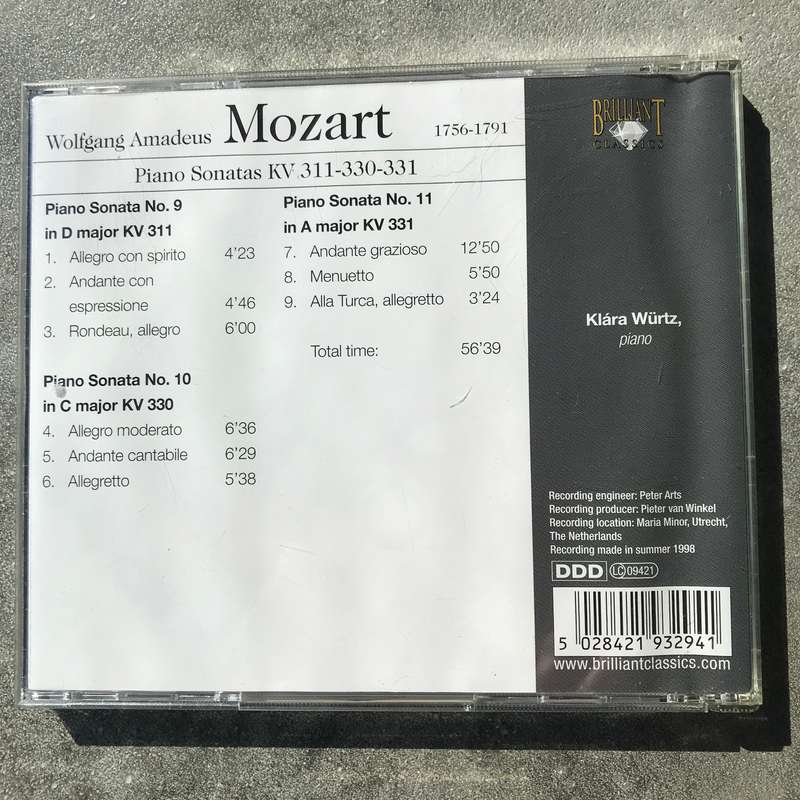 Wolfgang Amadeus Mozart 1756-1791
Piano Sonatas KV 311-330-331
Piano Sonata No. 9
in D major KV 311
1. Allegro con spirito 4’23
2. Andante con
espressione 4’46
3. Rondeau, allegro 6’00
Piano Sonata No. 10
in C major KV 330
4. Allegro moderato 6’36
5. Andante cantabile 6’29
6. Allegretto 5’38
Piano Sonata No. 11
in A major KV 331
7. Andante grazioso 12’50
8. Menuetto 5’50
9. Alla Turca, allegretto 3’24
Total time: 56’39
BRILLIANT
CLASSICS
Klára Würtz,
piano
Recording engineer: Peter Arts
Recording producer: Pieter van Winkel
Recording location: Maria Minor, Utrecht,
The Netherlands
Recording made in summer 1998
DDD LC 09421
5 028421 932941
www.brilliantclassics.com